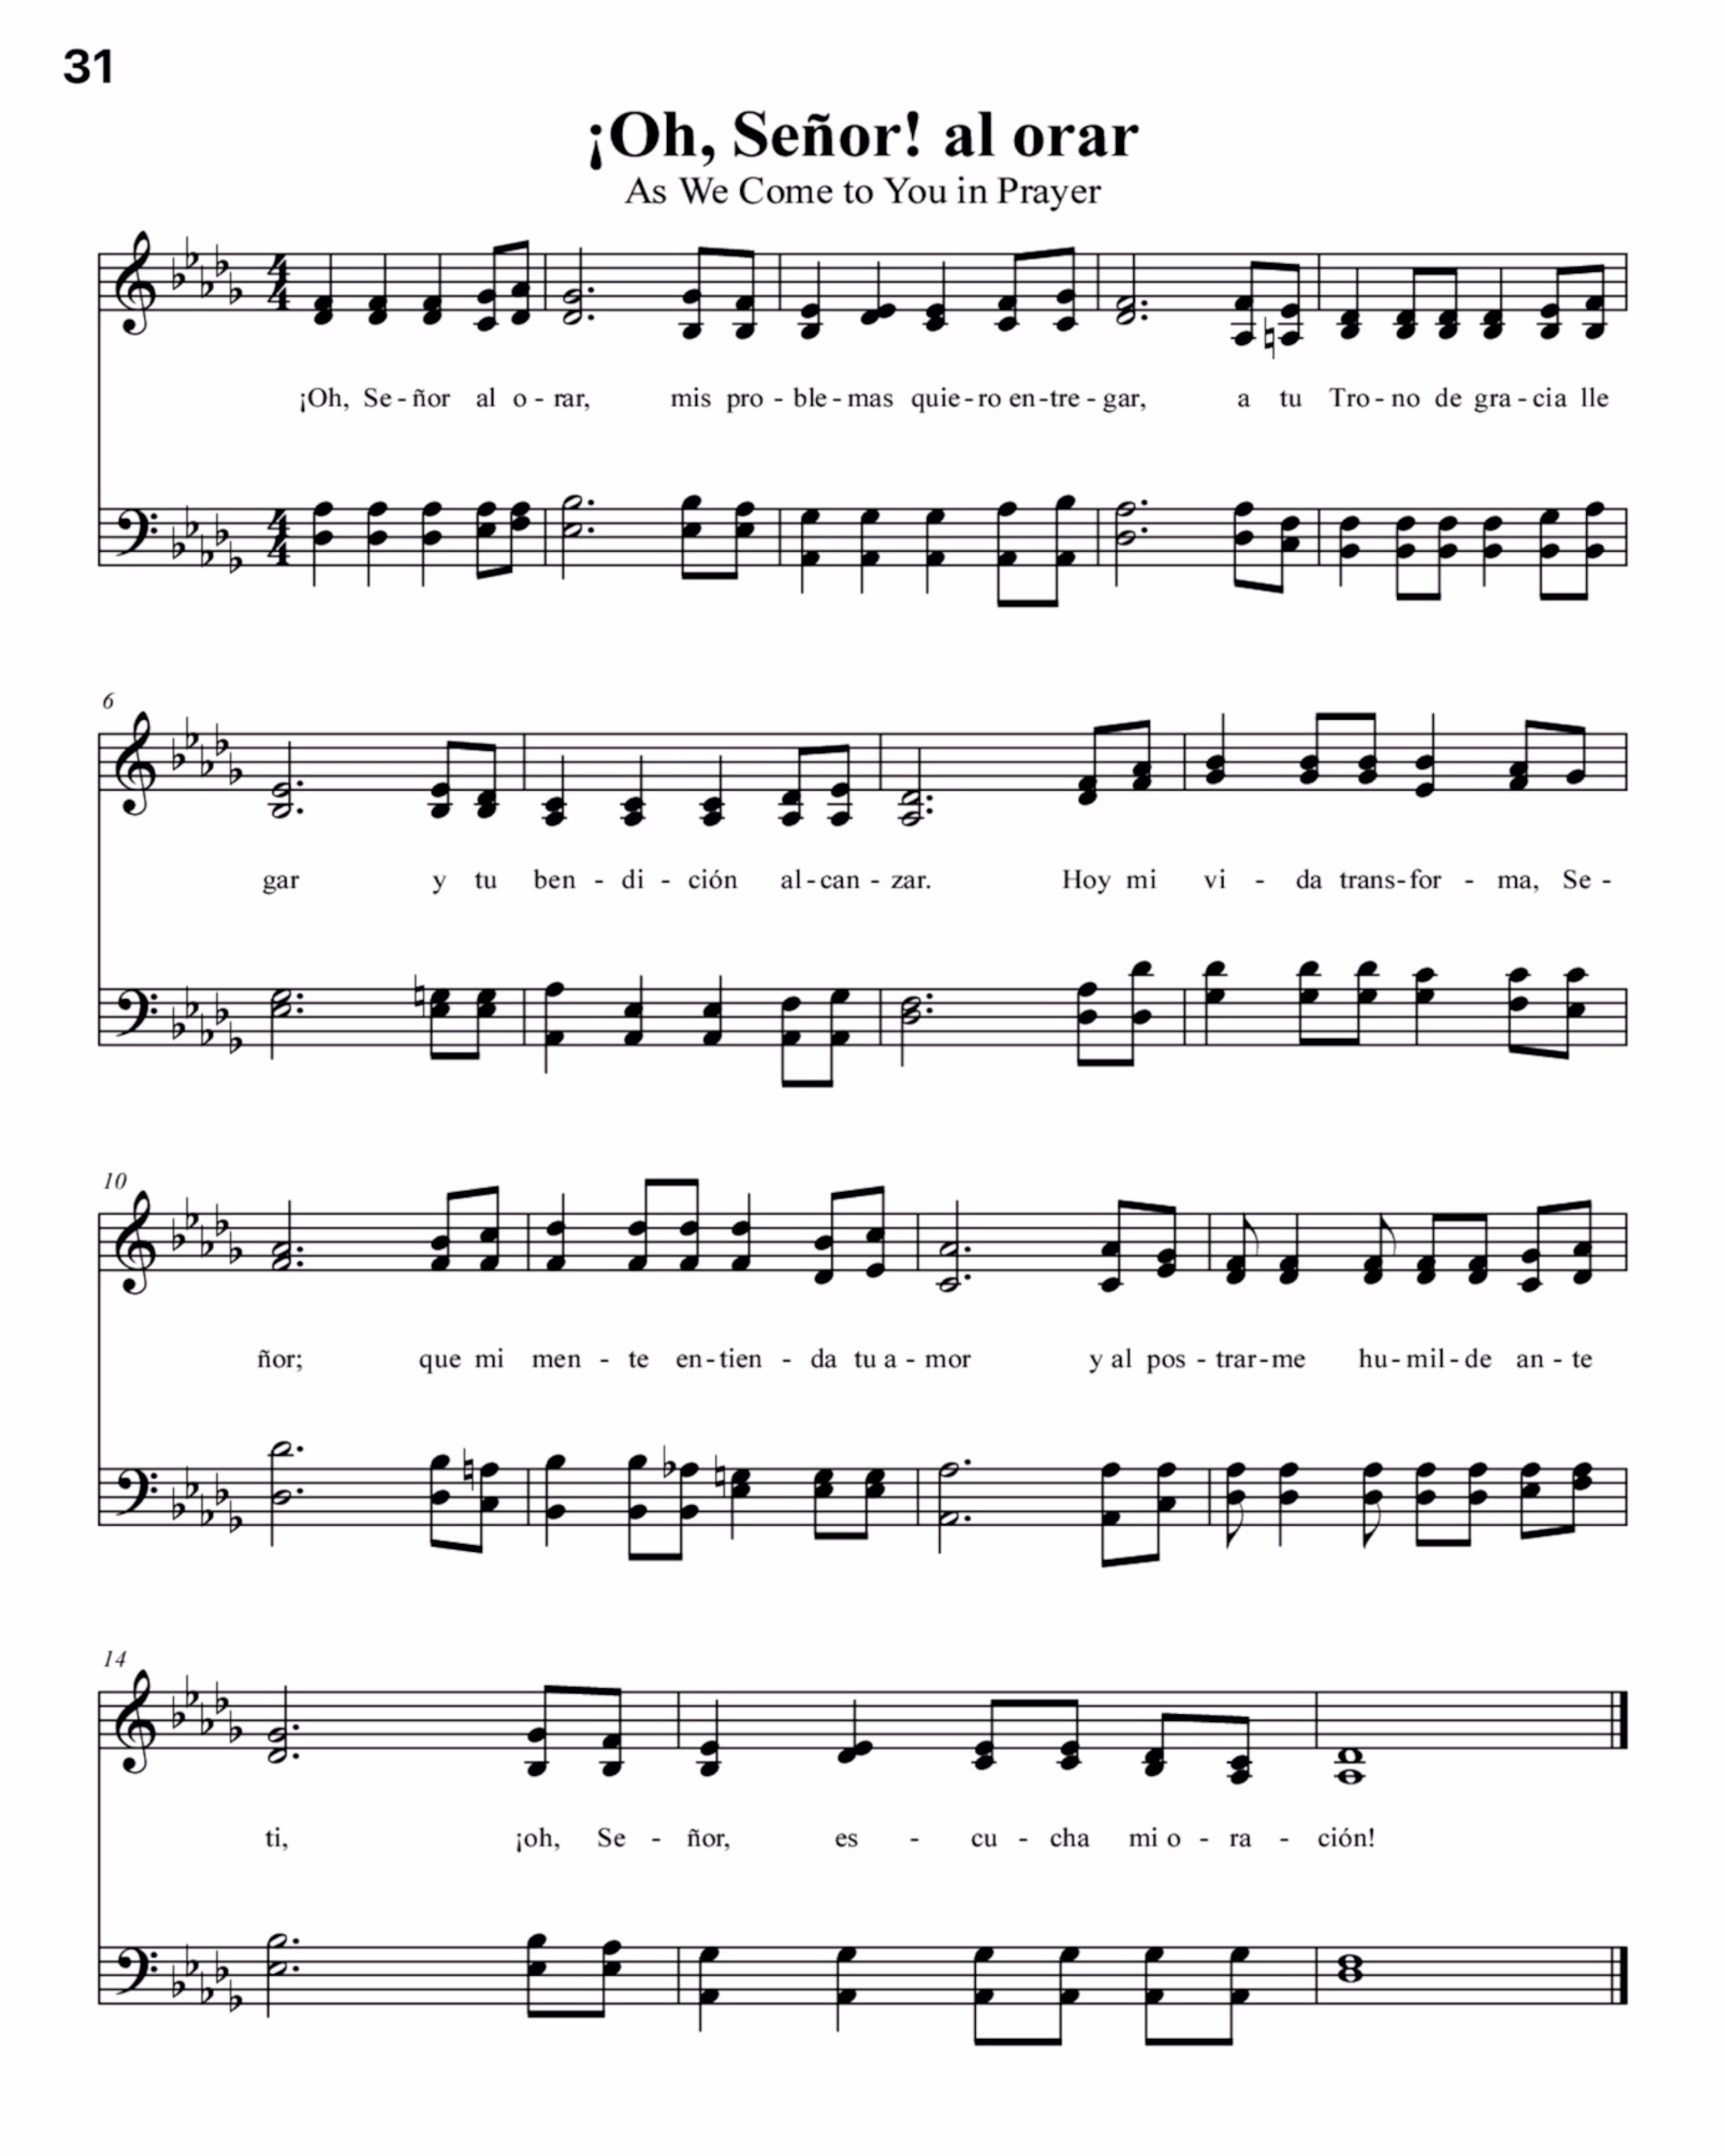 31
¡Oh, Señor! al orar
As We Come to You in Prayer
¡Oh, Se - ñor al o - rar, mis pro - ble - mas quie - ro en - tre - gar, a tu Tro - no de gra - cia lle
6
gar y tu ben - di - ción al - can - zar. Hoy mi vi - da trans - for - ma, Se -
10
ñor; que mi men - te en - tien - da tu a - mor y al pos - trar - me hu - mil - de an - te
14
ti, ¡oh, Se - ñor, es - cu - cha mi o - ra - ción!